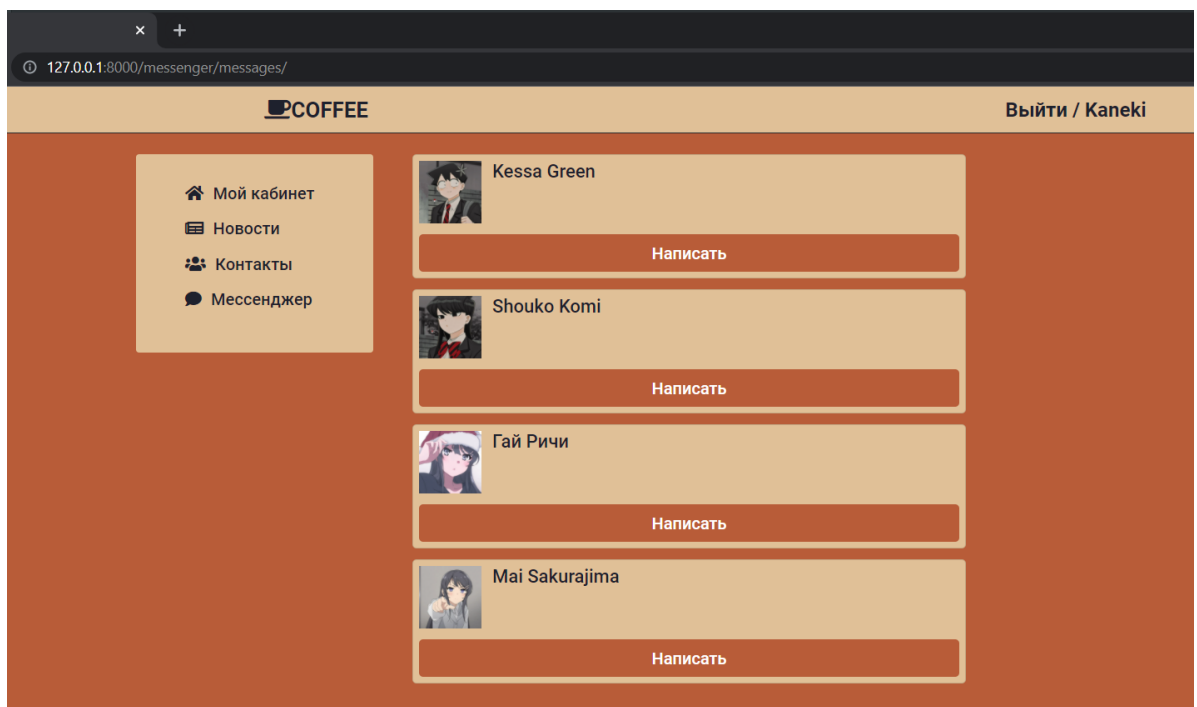 127.0.0.1:8000/messenger/messages/
COFFEE
Выйти / Kaneki
Мой кабинет
Новости
Контакты
Мессенджер
Kessa Green
Написать
Shouko Komi
Написать
Гай Ричи
Написать
Mai Sakurajima
Написать